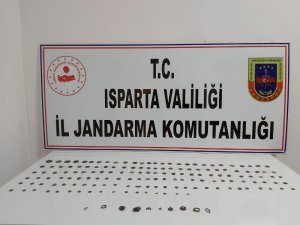 T.C.
ISPARTA VALİLİĞİ
İL JANDARMA KOMUTANLIĞI